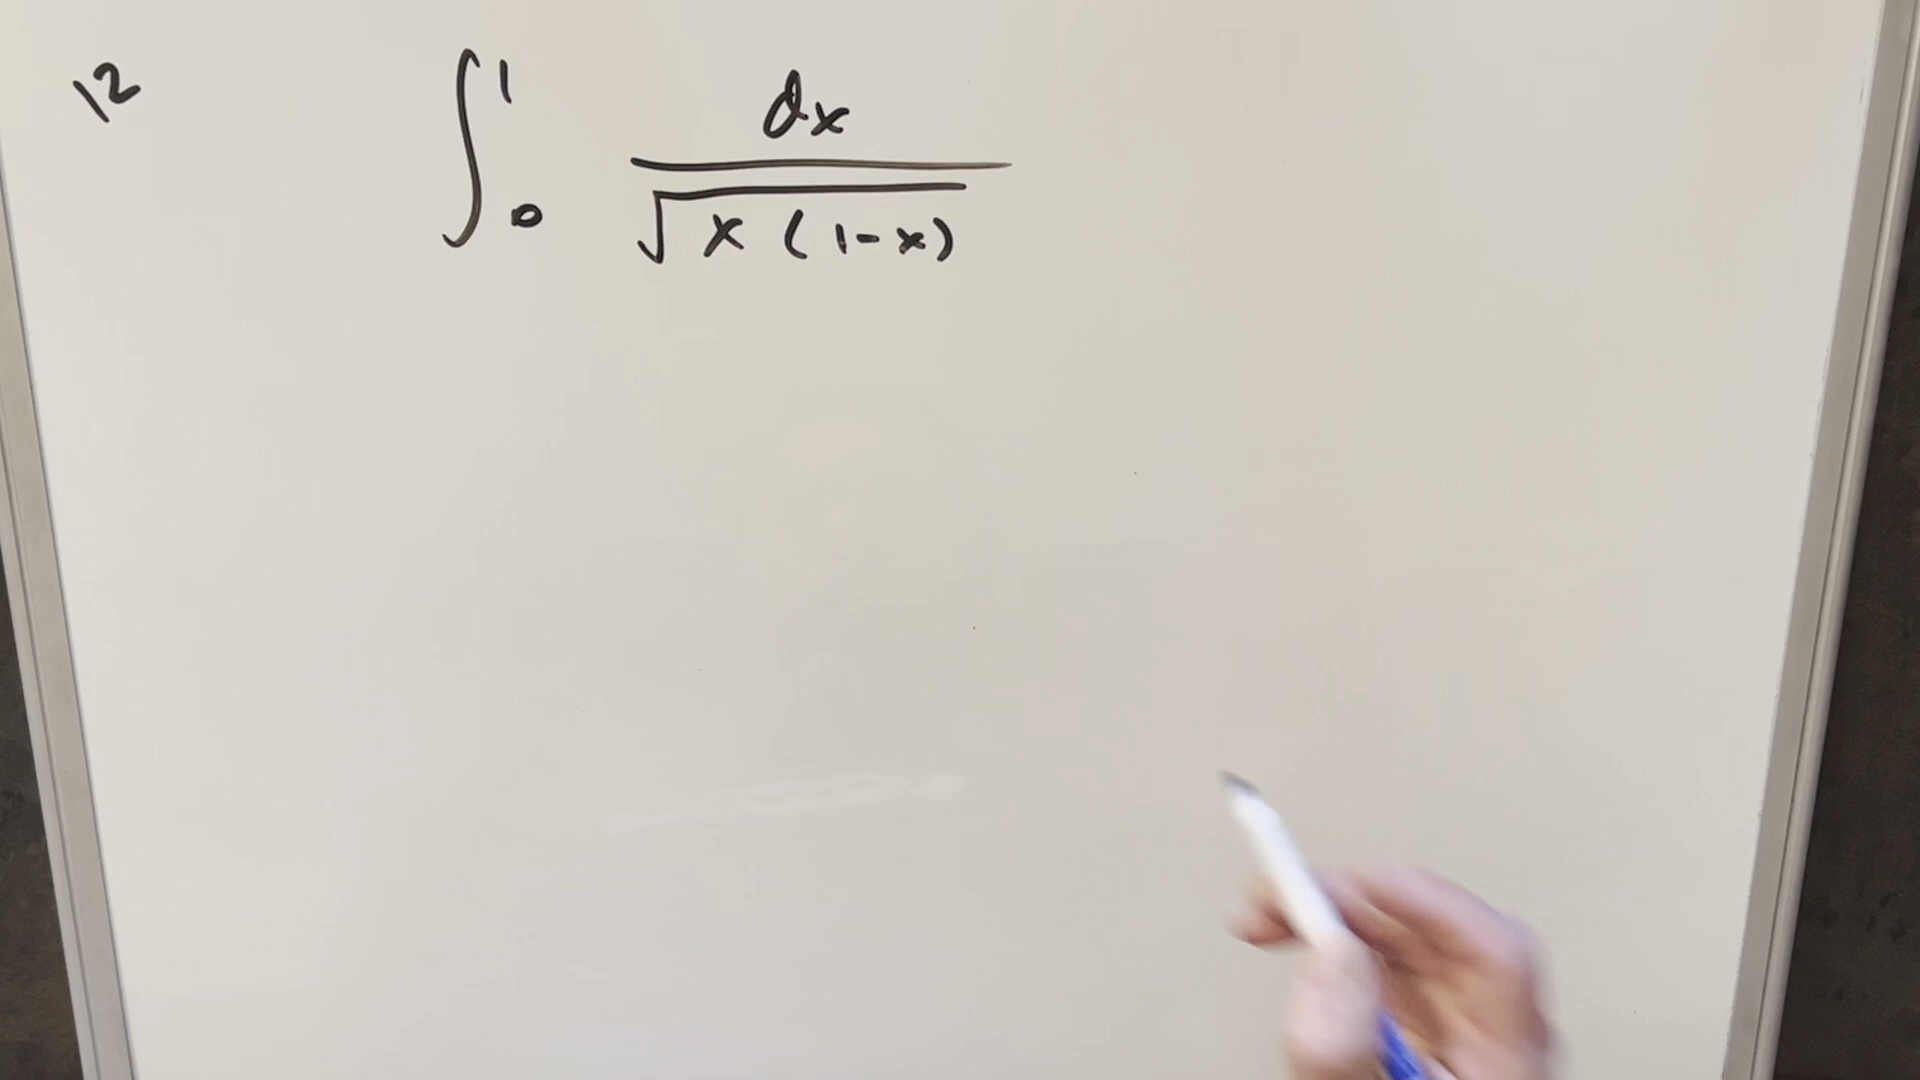 12
∫₀¹ dx / √(x (1-x))